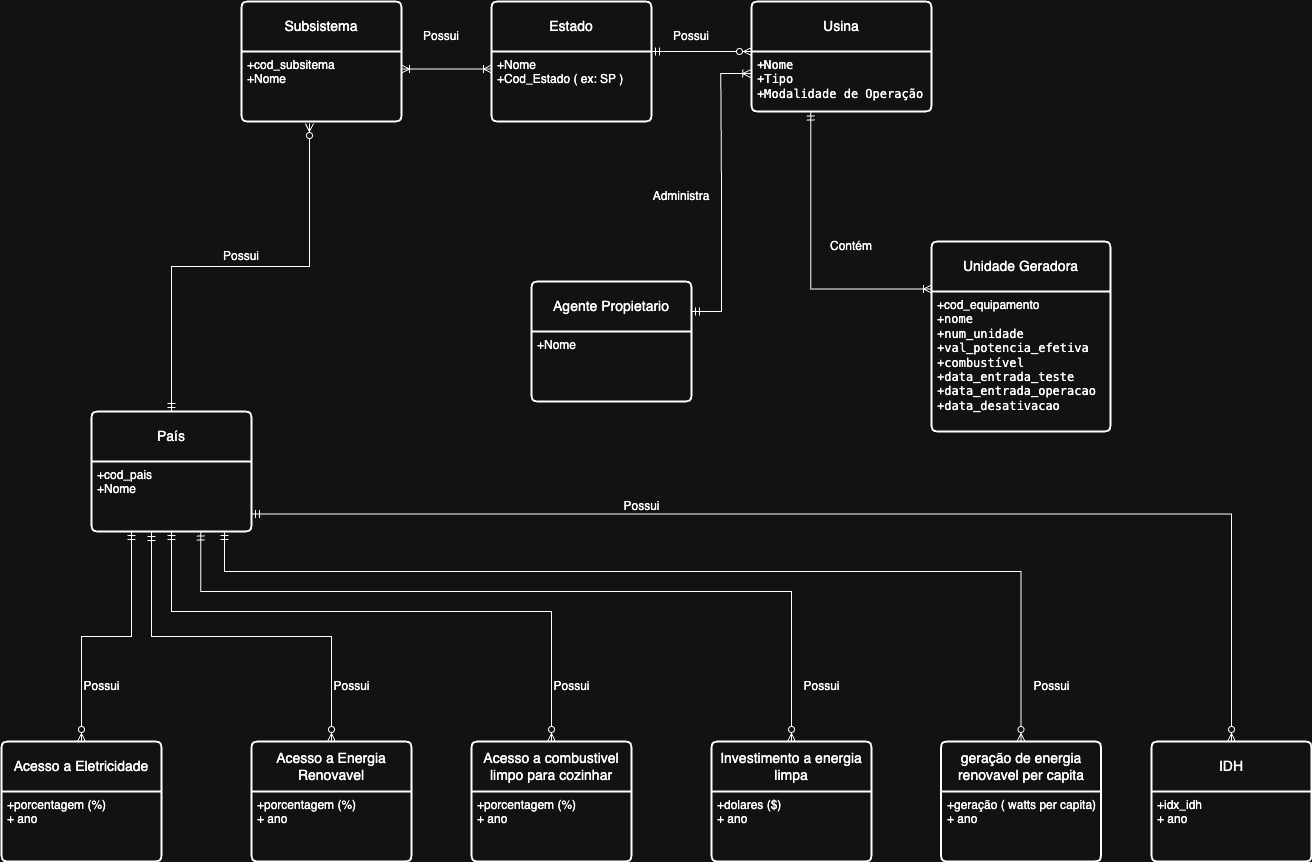 Subsistema
+cod_subsitema
+Nome
Possui
Estado
+Nome
+Cod_Estado ( ex: SP )
Possui
Usina
+Nome
+Tipo
+Modalidade de Operação
Administra
Contém
Possui
Agente Propietario
+Nome
Unidade Geradora
+cod_equipamento
+nome
+num_unidade
+val_potencia_efetiva
+combustível
+data_entrada_teste
+data_entrada_operacao
+data_desativacao
País
+cod_pais
+Nome
Possui
Possui
Possui
Possui
Possui
Possui
Acesso a Eletricidade
+porcentagem (%)
+ ano
Acesso a Energia
Renovavel
+porcentagem (%)
+ ano
Acesso a combustivel
limpo para cozinhar
+porcentagem (%)
+ ano
Investimento a energia
limpa
+dolares ($)
+ ano
geração de energia
renovavel per capita
+geração ( watts per capita)
+ ano
IDH
+idx_idh
+ ano